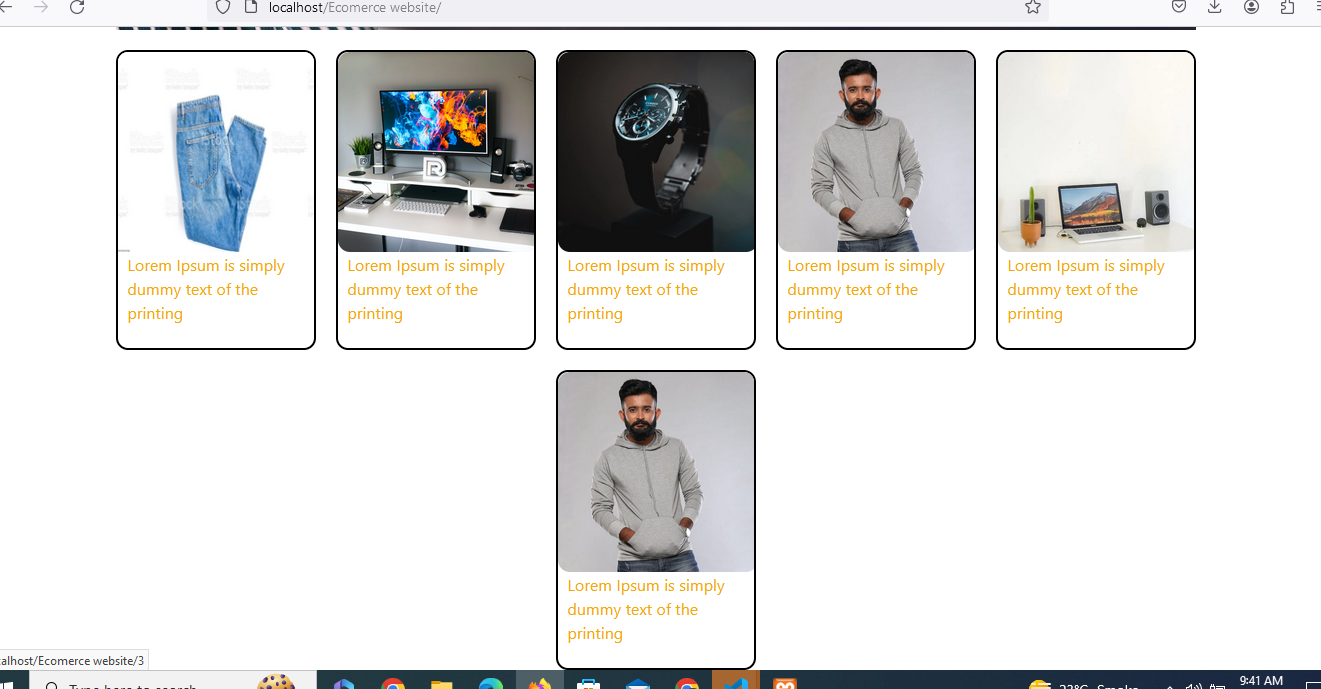 localhost/Ecomerce website/
iStock
Lorem Ipsum is simply
dummy text of the
printing
Lorem Ipsum is simply
dummy text of the
printing
Lorem Ipsum is simply
dummy text of the
printing
Lorem Ipsum is simply
dummy text of the
printing
Lorem Ipsum is simply
dummy text of the
printing
Lorem Ipsum is simply
dummy text of the
printing
alhost/Ecomerce website/3
Type here to search
23°C Smoke
9:41 AM